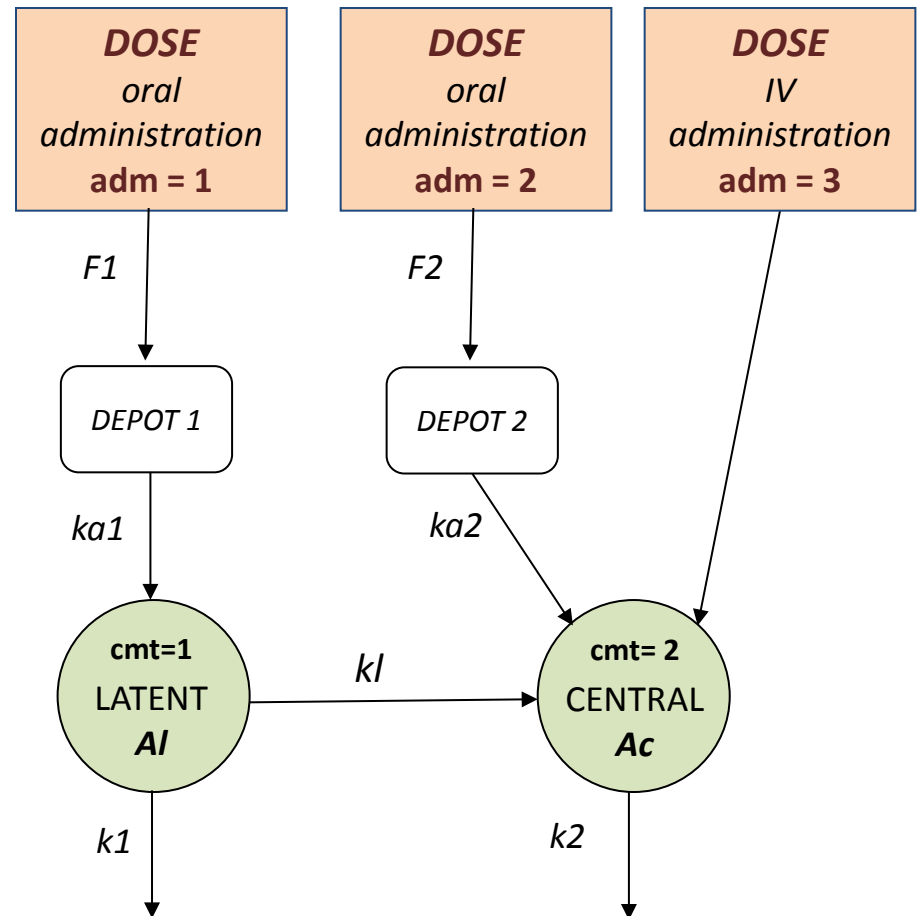 DOSE
oral
administration
adm = 1
DOSE
oral
administration
adm = 2
DOSE
IV
administration
adm = 3
F1
F2
DEPOT 1
DEPOT 2
ka1
ka2
cmt=1
LATENT
Al
kl
cmt= 2
CENTRAL
Ac
k1
k2